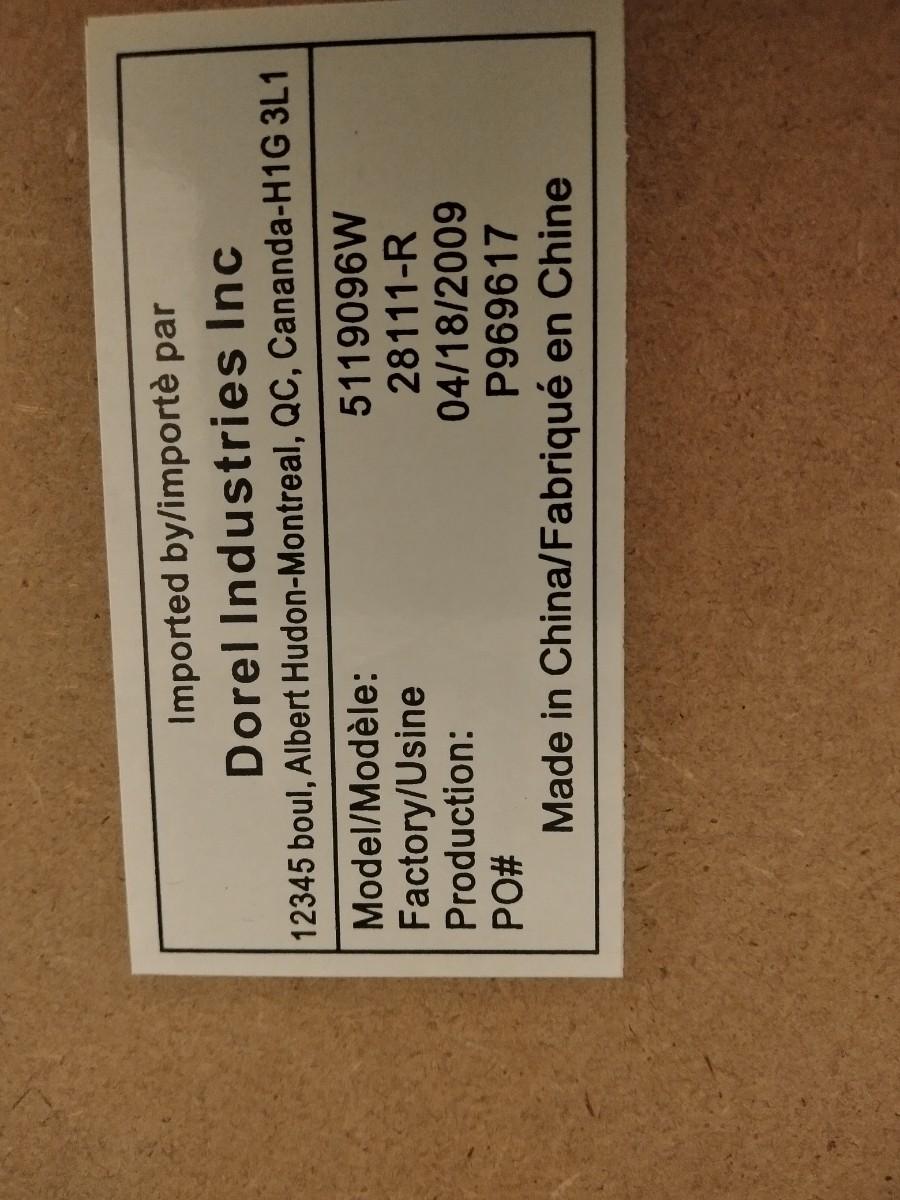 Imported by/importè par
Dorel Industries Inc
12345 boul, Albert Hudon-Montreal, QC, Cananda-H1G 3L1
Model/Modèle: 5119096W
Factory/Usine 28111-R
Production: 04/18/2009
PO# P969617
Made in China/Fabriqué en Chine